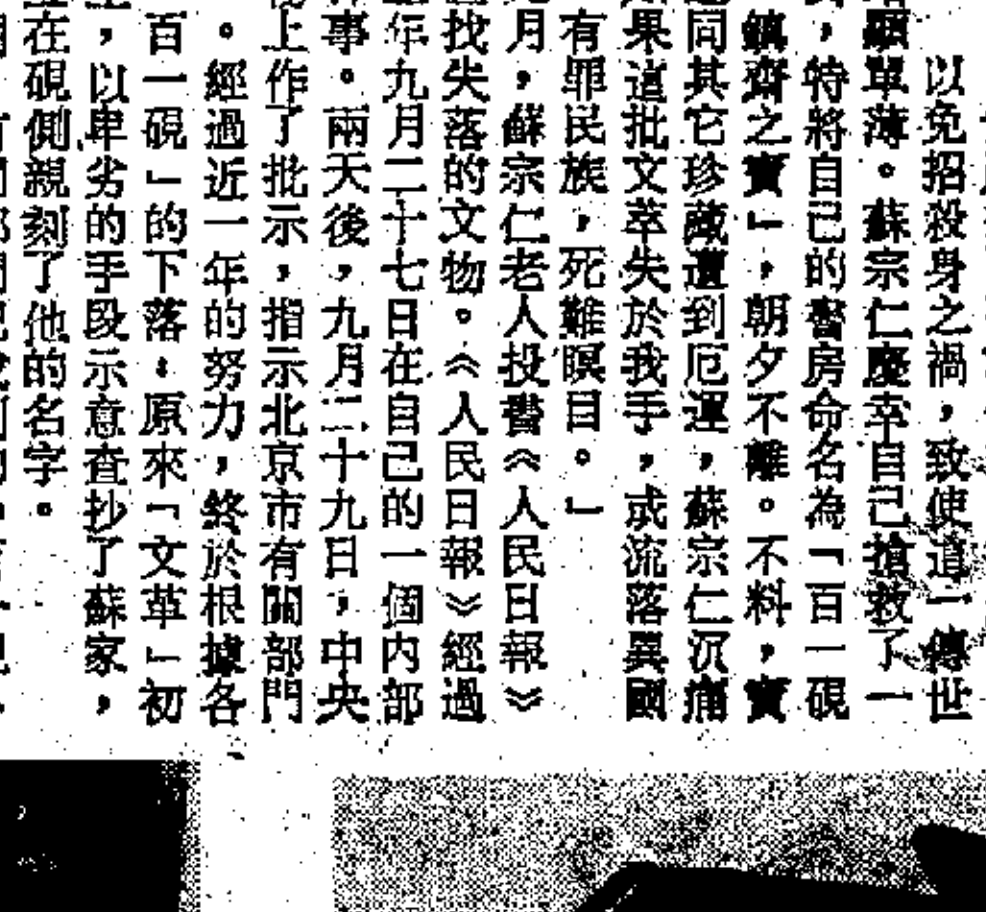 以免招殺身之禍，致使這一傳世
顯單薄。蘇宗仁慶幸自己搶救了一
，特將自己的書房命名為「百一硯
鎮齋之寶」，朝夕不離。不料，寶
同其它珍藏遭到厄運，蘇宗仁沉痛
果這批文萃失於我手，成流落異國
有罪民族，死難瞑目。」
月，蘇宗仁老人投書《人民日報》
找失落的文物。《人民日報》經過
年九月二十七日在自己的一個内部
事。兩天後，九月二十九日，中央
上作了批示，指示北京市有關部門
。經過近一年的努力，終於根據各
百一硯」的下落：原來「文革」初
，以卑劣的手段示意查抄了蘇家，
在硯側親刻了他的名字。